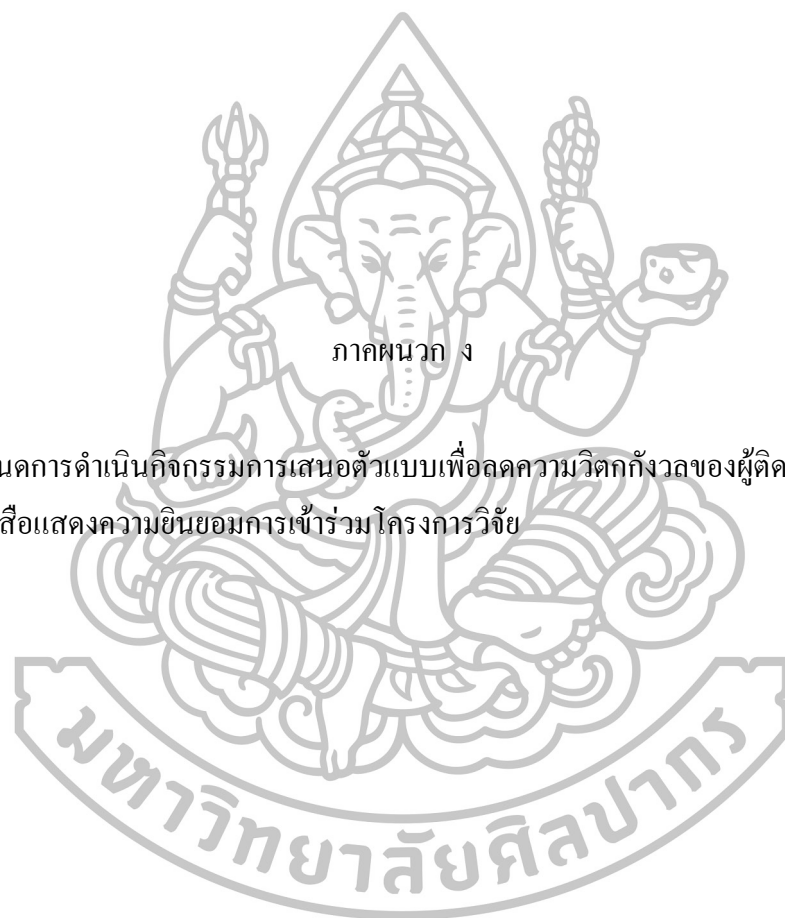 ภาคผนวก ง
นดการดำเนินกิจกรรมการเสนอตัวแบบเพื่อลดความวิตกกังวลของผู้ติด
สือแสดงความยินยอมการเข้าร่วมโครงการวิจัย
มหาวิทยาลัยศิลปากร